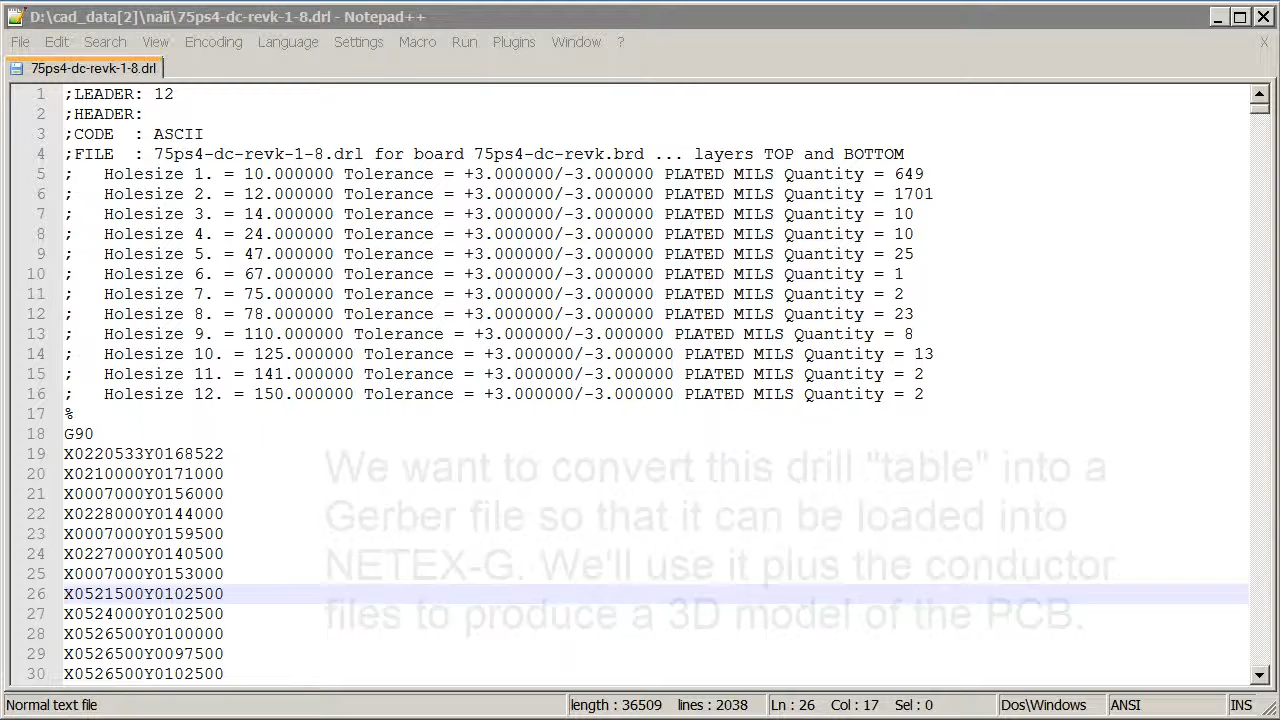 D:\cad_data[2]\naii\75ps4-dc-revk-1-8.drl - Notepad++
File Edit Search View Encoding Language Settings Macro Run Plugins Window ? X
75ps4-dc-revk-1-8.drl
1 ;LEADER: 12
2 ;HEADER:
3 ;CODE  : ASCII
4 ;FILE  : 75ps4-dc-revk-1-8.drl for board 75ps4-dc-revk.brd ... layers TOP and BOTTOM
5 ;   Holesize 1. = 10.000000 Tolerance = +3.000000/-3.000000 PLATED MILS Quantity = 649
6 ;   Holesize 2. = 12.000000 Tolerance = +3.000000/-3.000000 PLATED MILS Quantity = 1701
7 ;   Holesize 3. = 14.000000 Tolerance = +3.000000/-3.000000 PLATED MILS Quantity = 10
8 ;   Holesize 4. = 24.000000 Tolerance = +3.000000/-3.000000 PLATED MILS Quantity = 10
9 ;   Holesize 5. = 47.000000 Tolerance = +3.000000/-3.000000 PLATED MILS Quantity = 25
10 ;   Holesize 6. = 67.000000 Tolerance = +3.000000/-3.000000 PLATED MILS Quantity = 1
11 ;   Holesize 7. = 75.000000 Tolerance = +3.000000/-3.000000 PLATED MILS Quantity = 2
12 ;   Holesize 8. = 78.000000 Tolerance = +3.000000/-3.000000 PLATED MILS Quantity = 23
13 ;   Holesize 9. = 110.000000 Tolerance = +3.000000/-3.000000 PLATED MILS Quantity = 8
14 ;   Holesize 10. = 125.000000 Tolerance = +3.000000/-3.000000 PLATED MILS Quantity = 13
15 ;   Holesize 11. = 141.000000 Tolerance = +3.000000/-3.000000 PLATED MILS Quantity = 2
16 ;   Holesize 12. = 150.000000 Tolerance = +3.000000/-3.000000 PLATED MILS Quantity = 2
17 %
18 G90
19 X0220533Y0168522
20 X0210000Y0171000
21 X0007000Y0156000
22 X0228000Y0144000
23 X0007000Y0159500
24 X0227000Y0140500
25 X0007000Y0153000
26 X0521500Y0102500
27 X0524000Y0102500
28 X0526500Y0100000
29 X0526500Y0097500
30 X0526500Y0102500
We want to convert this drill "table" into a
Gerber file so that it can be loaded into
NETEX-G. We'll use it plus the conductor
files to produce a 3D model of the PCB.
Normal text file length : 36509 lines : 2038 Ln : 26 Col : 17 Sel : 0 Dos\Windows ANSI INS